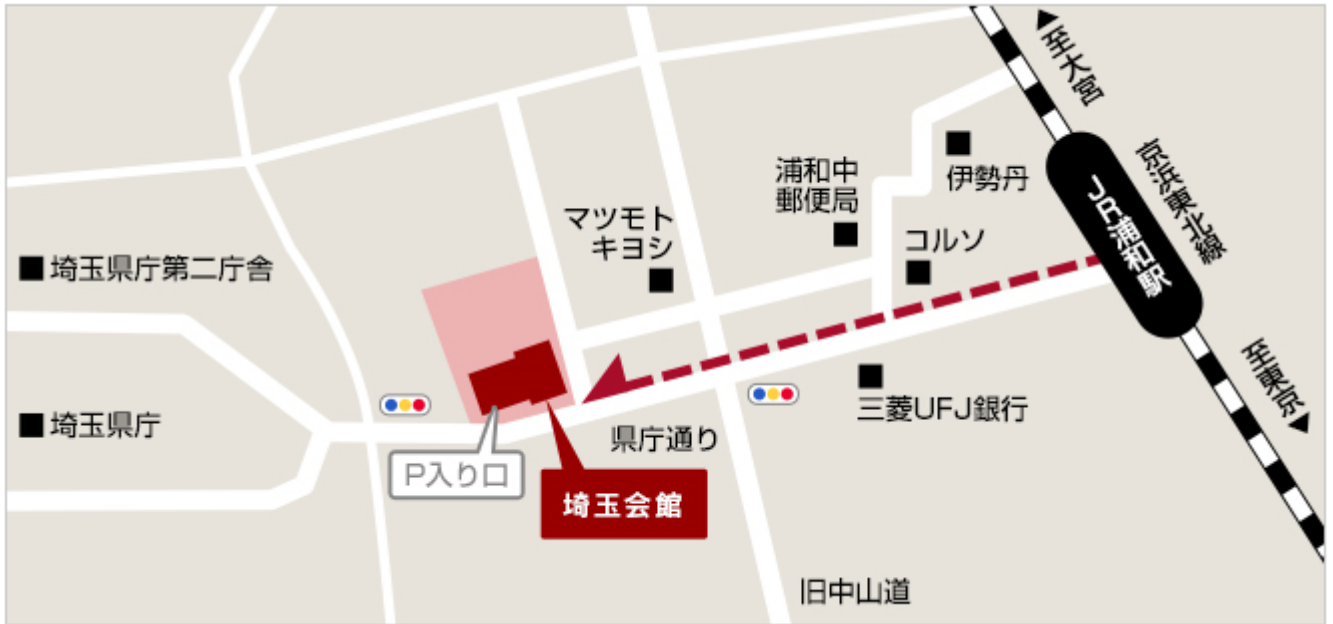 至大宮
京浜東北線
JR浦和駅
至東京
伊勢丹
浦和中
郵便局
コルソ
マツモト
キヨシ
埼玉県庁第二庁舎
埼玉県庁
三菱UFJ銀行
県庁通り
P入り口
埼玉会館
旧中山道